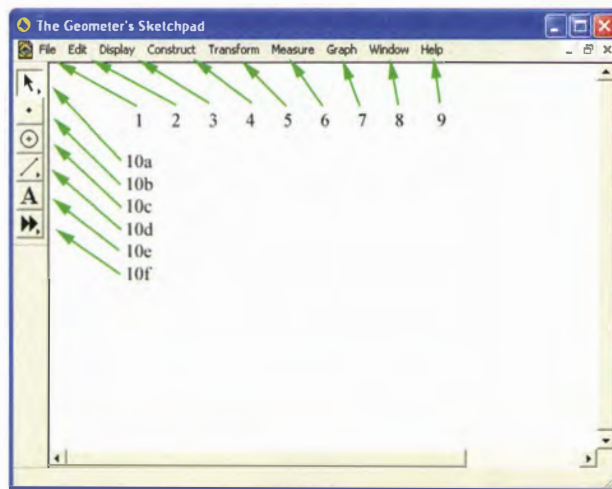 The Geometer's Sketchpad
File Edit Display Construct Transform Measure Graph Window Help
1 2 3 4 5 6 7 8 9
10a
10b
10c
10d
A
10e
10f